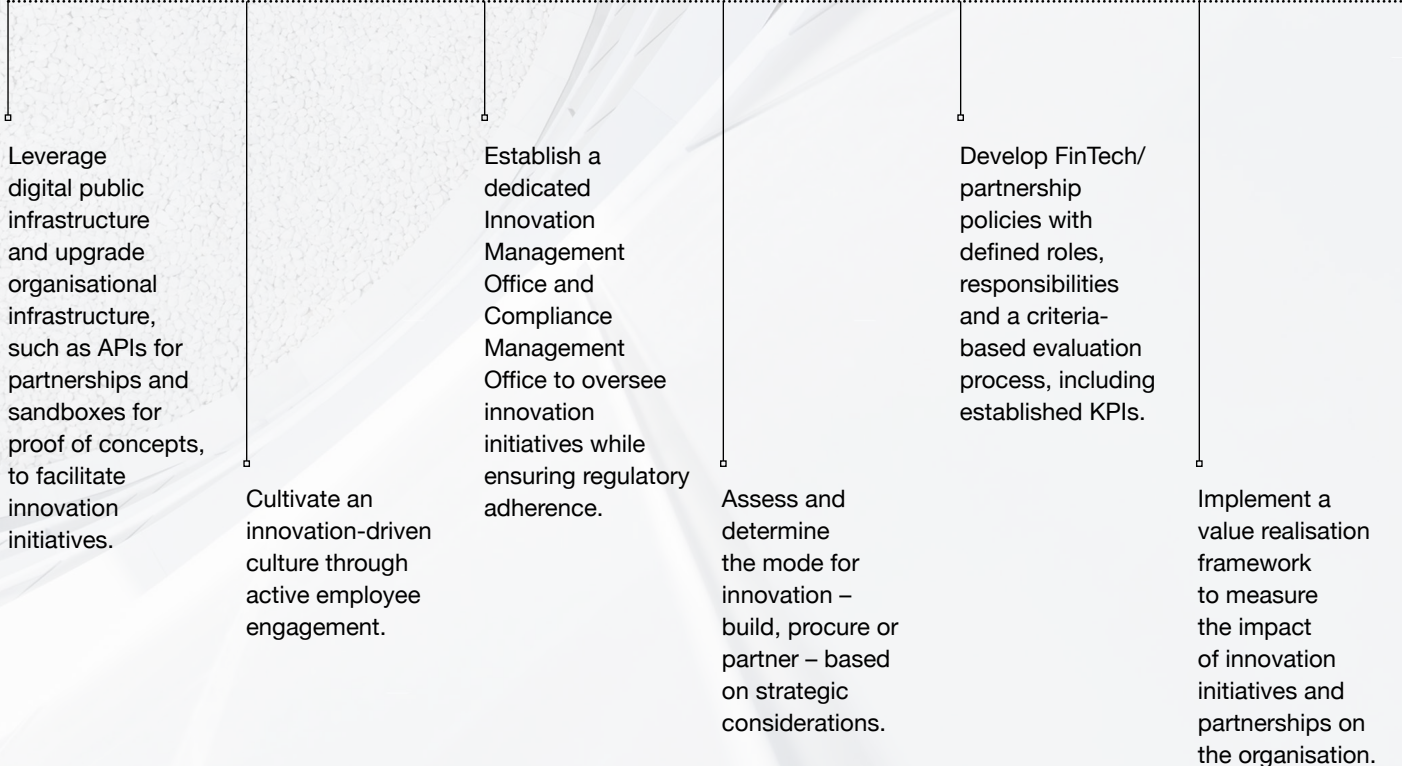 Leverage
digital public
infrastructure
and upgrade
organisational
infrastructure,
such as APIs for
partnerships and
sandboxes for
proof of concepts,
to facilitate
innovation
initiatives.
Cultivate an
innovation-driven
culture through
active employee
engagement.
Establish a
dedicated
Innovation
Management
Office and
Compliance
Management
Office to oversee
innovation
initiatives while
ensuring regulatory
adherence.
Assess and
determine
the mode for
innovation –
build, procure or
partner – based
on strategic
considerations.
Develop FinTech/
partnership
policies with
defined roles,
responsibilities
and a criteria-
based evaluation
process, including
established KPIs.
Implement a
value realisation
framework
to measure
the impact
of innovation
initiatives and
partnerships on
the organisation.